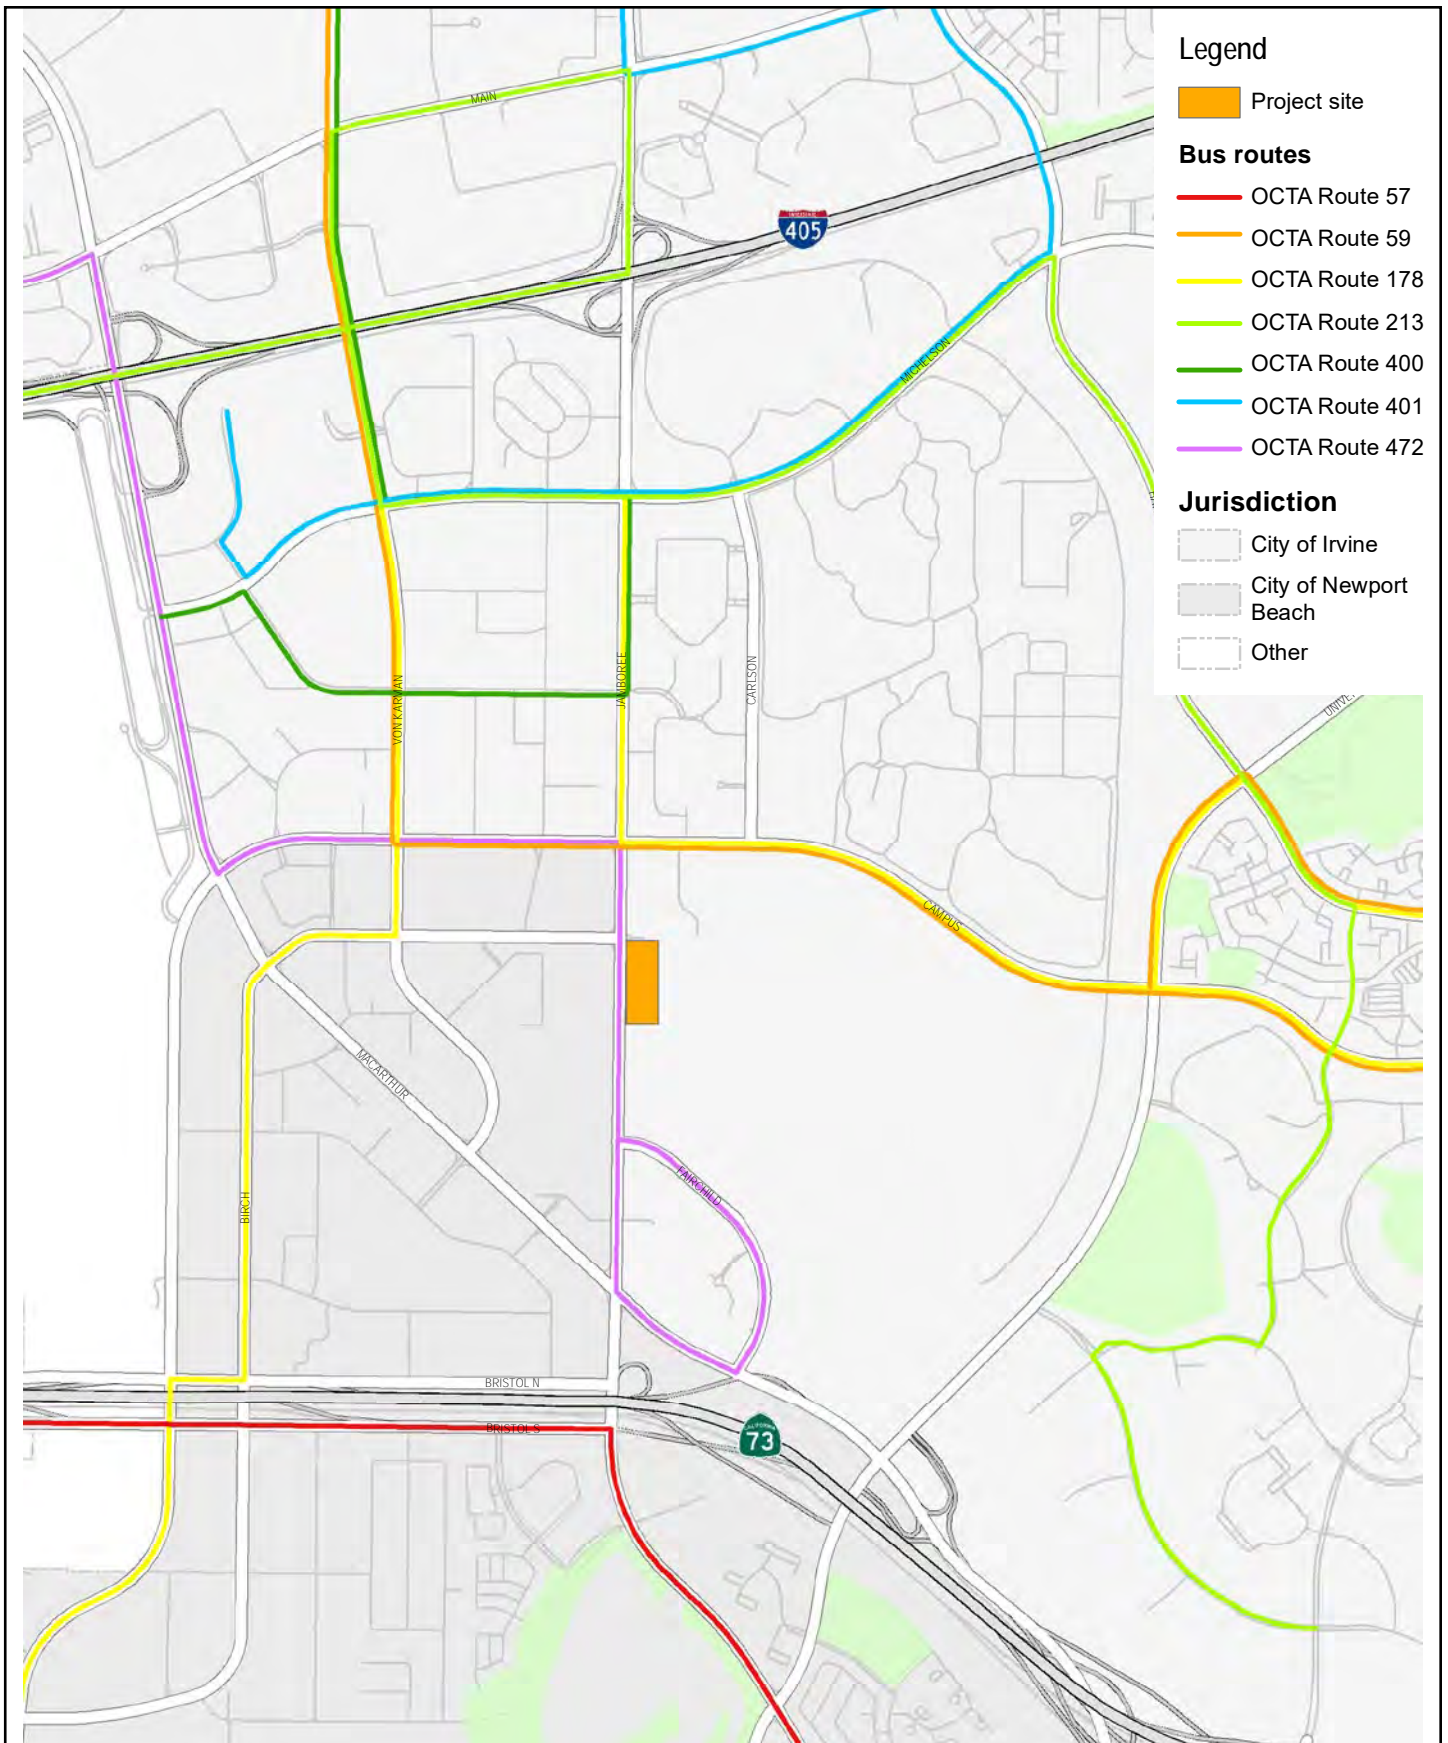 Legend
Project site
Bus routes
OCTA Route 57
OCTA Route 59
OCTA Route 178
OCTA Route 213
OCTA Route 400
OCTA Route 401
OCTA Route 472
Jurisdiction
City of Irvine
City of Newport
Beach
Other
MAIN
INTERSTATE
405
MICHELSON
VON KARMAN
JAMBOREE
CARLSON
CAMPUS
MACARTHUR
FAIRCHILD
BIRCH
BRISTOL N
BRISTOL S
CALIFORNIA
73